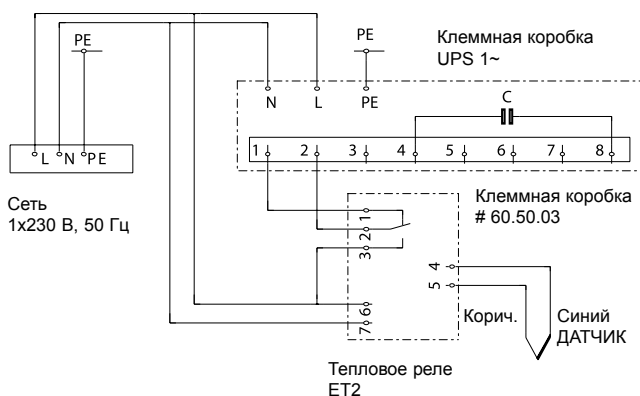 PE
PE
Клеммная коробка
UPS 1~
N L PE
C
L N PE
1 2 3 4 5 6 7 8
Сеть
1x230 В, 50 Гц
Клеммная коробка
# 60.50.03
1
2
3
4
5
6
7
Корич.
Синий
ДАТЧИК
Тепловое реле
ET2